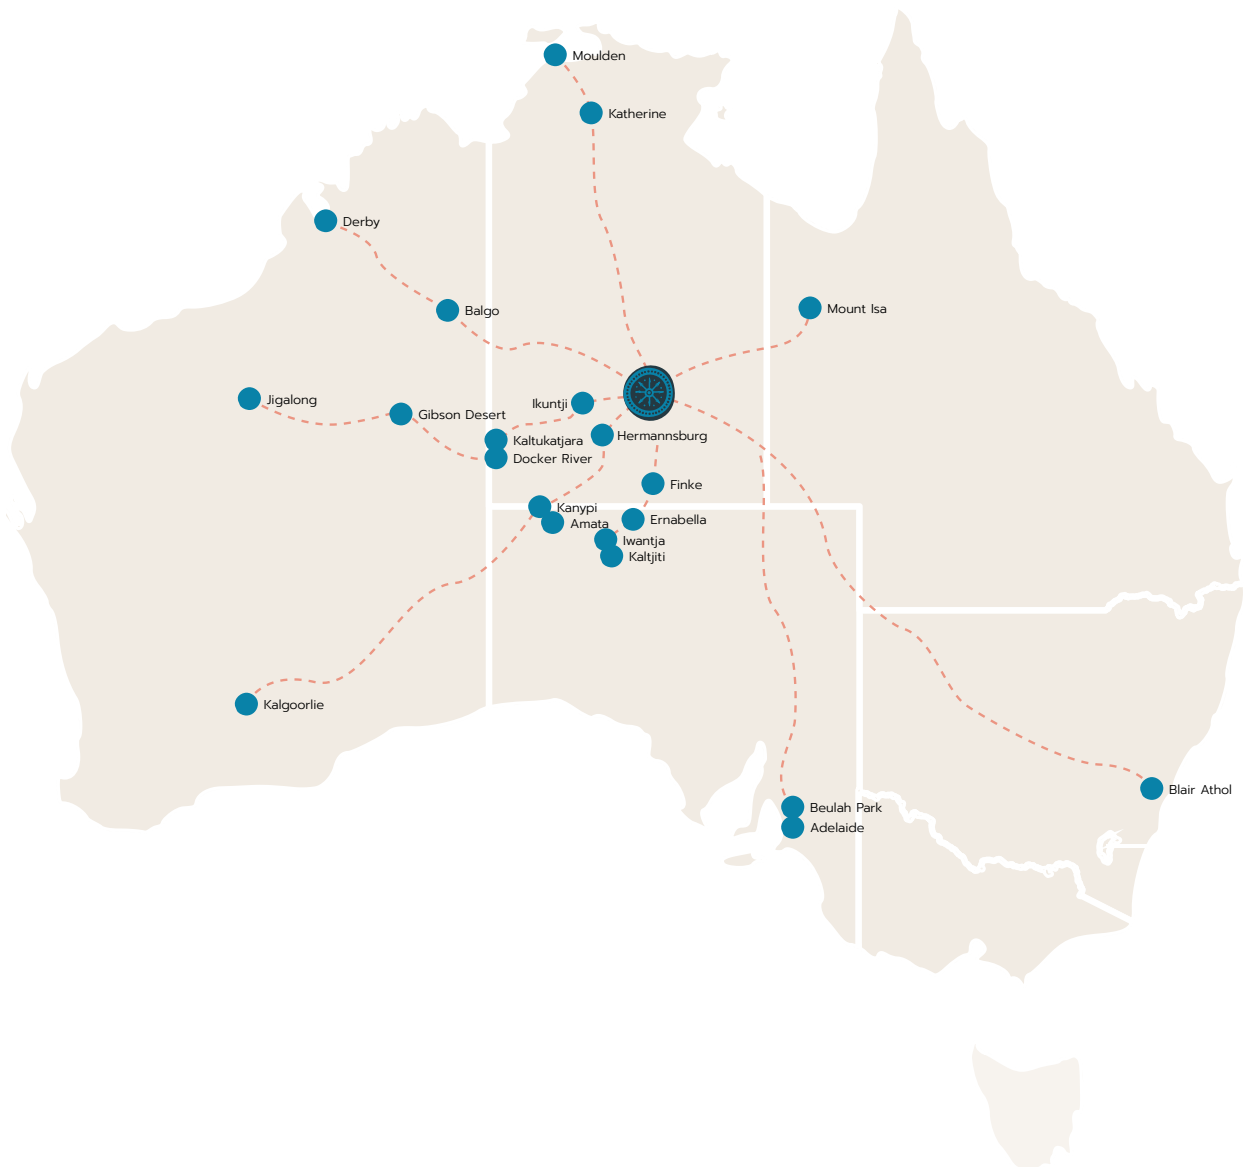 Moulden
Katherine
Derby
Balgo
Mount Isa
Jigalong
Ikuntji
Gibson Desert
Hermannsburg
Kaltukatjara
Docker River
Finke
Kanypi
Ernabella
Amata
Iwantja
Kaltjiti
Kalgoorlie
Blair Athol
Beulah Park
Adelaide